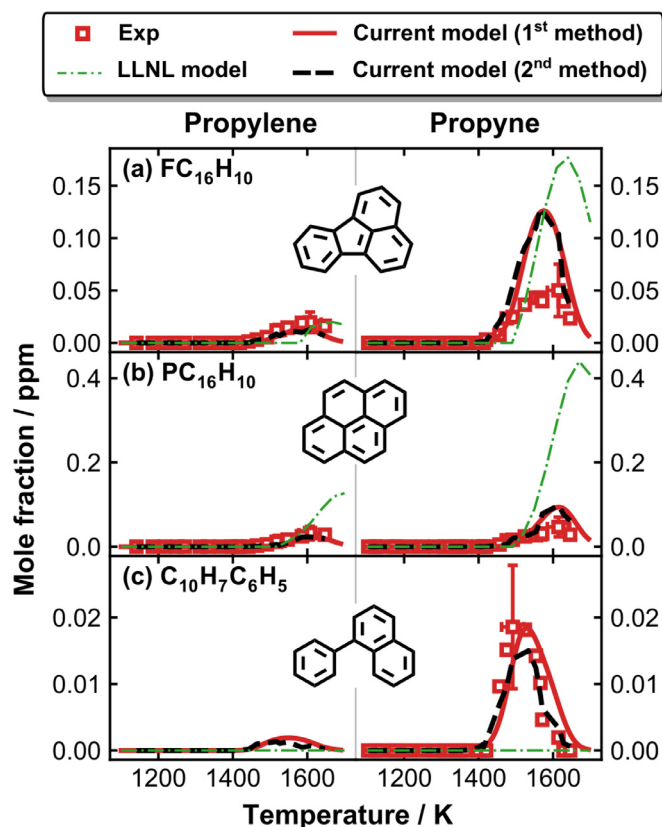 Exp
Current model (1st method)
LLNL model
Current model (2nd method)
Propylene
Propyne
(a) FC16H10
0.15
0.15
0.10
0.10
0.05
0.05
0.00
0.00
(b) PC16H10
0.4
0.4
0.2
0.2
0.0
0.0
(c) C10H7C6H5
0.02
0.02
0.01
0.01
0.00
0.00
1200 1400 1600 1200 1400 1600
Mole fraction / ppm
Temperature / K